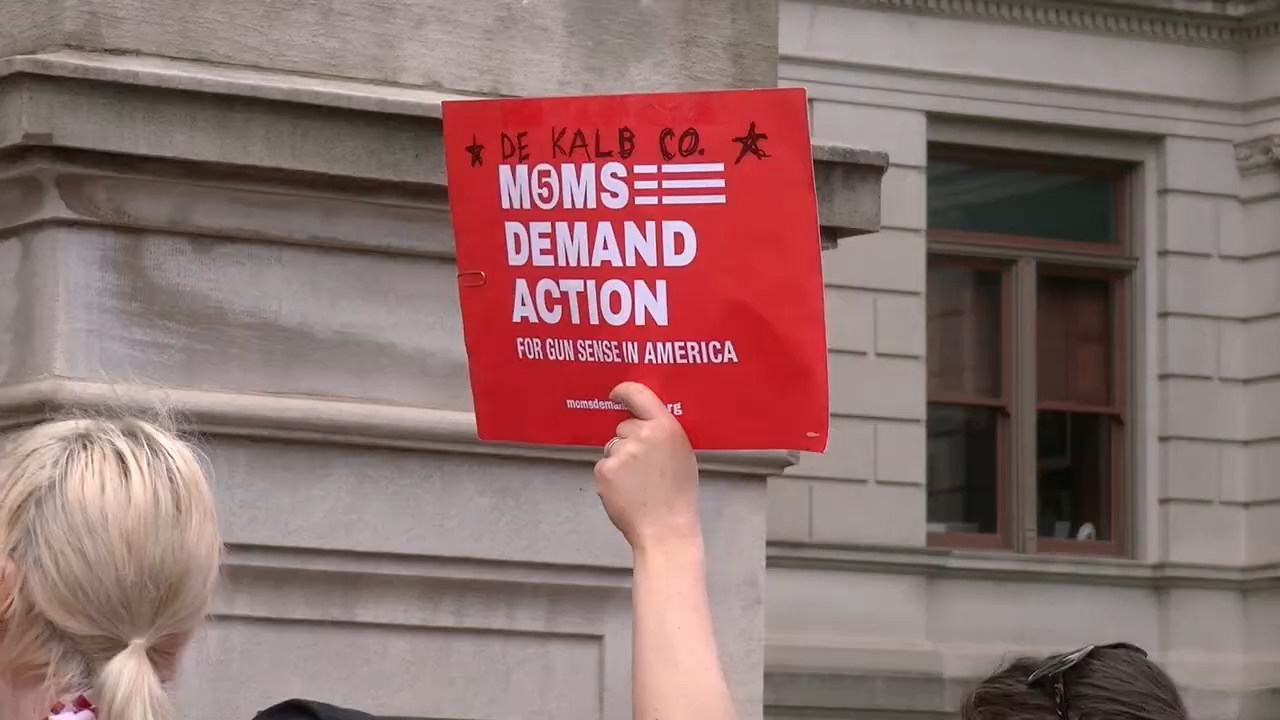 DE KALB CO.
MOMS
DEMAND
ACTION
FOR GUN SENSE IN AMERICA